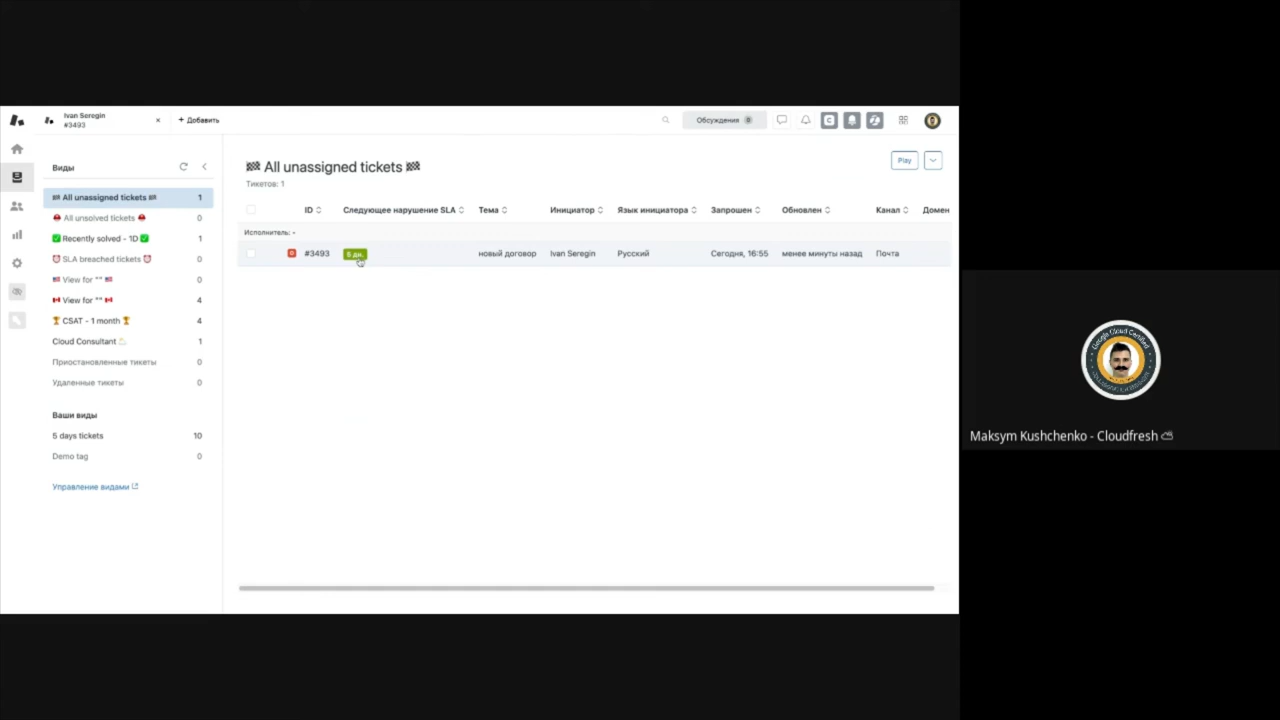 Ivan Seregin
#3493
× + Добавить
Обсуждения 0
Виды
All unassigned tickets 1
All unsolved tickets 0
Recently solved - 1D 1
SLA breached tickets 0
View for "" 0
View for "" 4
CSAT - 1 month 4
Cloud Consultant 1
Приостановленные тикеты 0
Удаленные тикеты 0
Ваши виды
5 days tickets 10
Demo tag 0
Управление видами
All unassigned tickets
Тикетов: 1
Play
ID Следующее нарушение SLA Тема Инициатор Язык инициатора Запрошен Обновлен Канал Домен
Исполнитель: -
#3493 5 дн. новый договор Ivan Seregin Русский Сегодня, 16:55 менее минуты назад Почта
Maksym Kushchenko - Cloudfresh